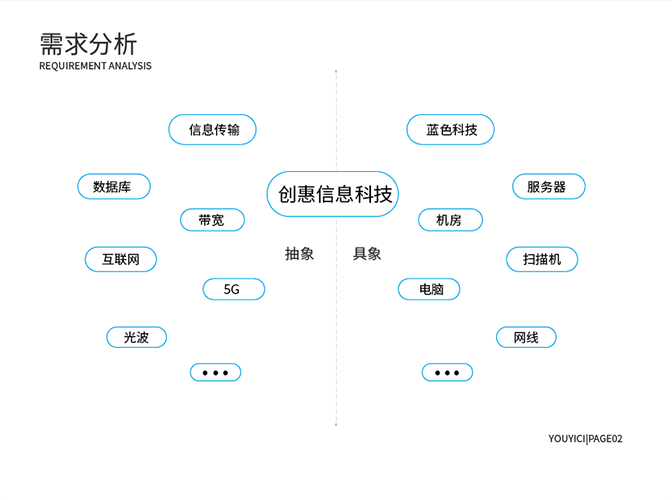 需求分析
REQUIREMENT ANALYSIS
信息传输
蓝色科技
数据库
创惠信息科技
服务器
带宽
机房
互联网
抽象
具象
扫描机
5G
电脑
光波
网线
•••
•••
YOUYICI|PAGE02